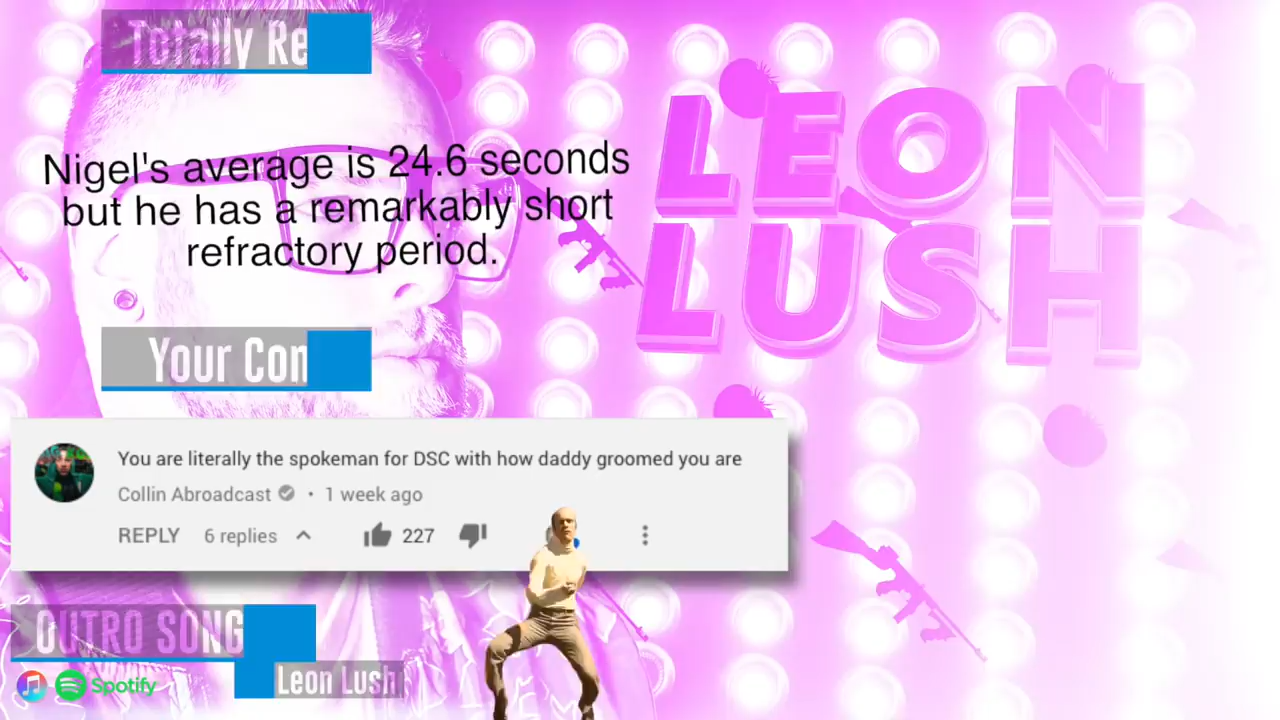 Totally Re
Nigel's average is 24.6 seconds
but he has a remarkably short
refractory period.
LEON
LUSH
Your Con
You are literally the spokeman for DSC with how daddy groomed you are
Collin Abroadcast • 1 week ago
REPLY 6 replies 227
OUTRO SONG
Leon Lush
Spotify